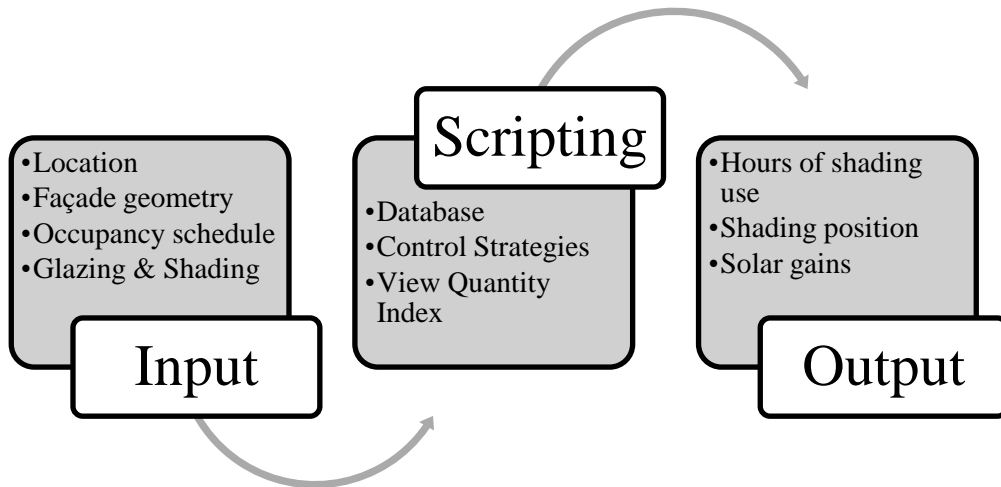 •Location
•Façade geometry
•Occupancy schedule
•Glazing & Shading
Input
Scripting
•Database
•Control Strategies
•View Quantity
Index
•Hours of shading
use
•Shading position
•Solar gains
Output